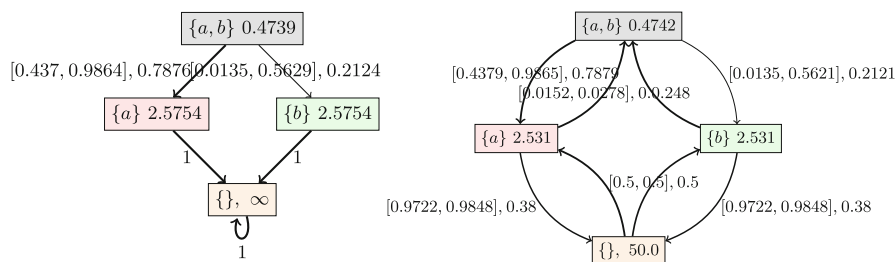 {a, b} 0.4739
[0.437, 0.9864], 0.7876
[0.0135, 0.5629], 0.2124
{a} 2.5754
{b} 2.5754
1
1
{}, ∞
1
{a, b} 0.4742
[0.4379, 0.9865], 0.7879
[0.0135, 0.5621], 0.2121
[0.0152, 0.0278], 0.0.248
{a} 2.531
{b} 2.531
[0.5, 0.5], 0.5
[0.9722, 0.9848], 0.38
[0.9722, 0.9848], 0.38
{}, 50.0